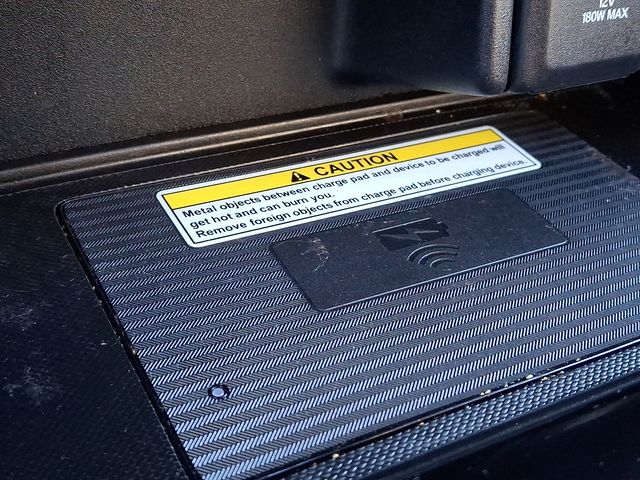 12V
180W MAX
CAUTION
Metal objects between charge pad and device to be charged will
get hot and can burn you.
Remove foreign objects from charge pad before charging device.